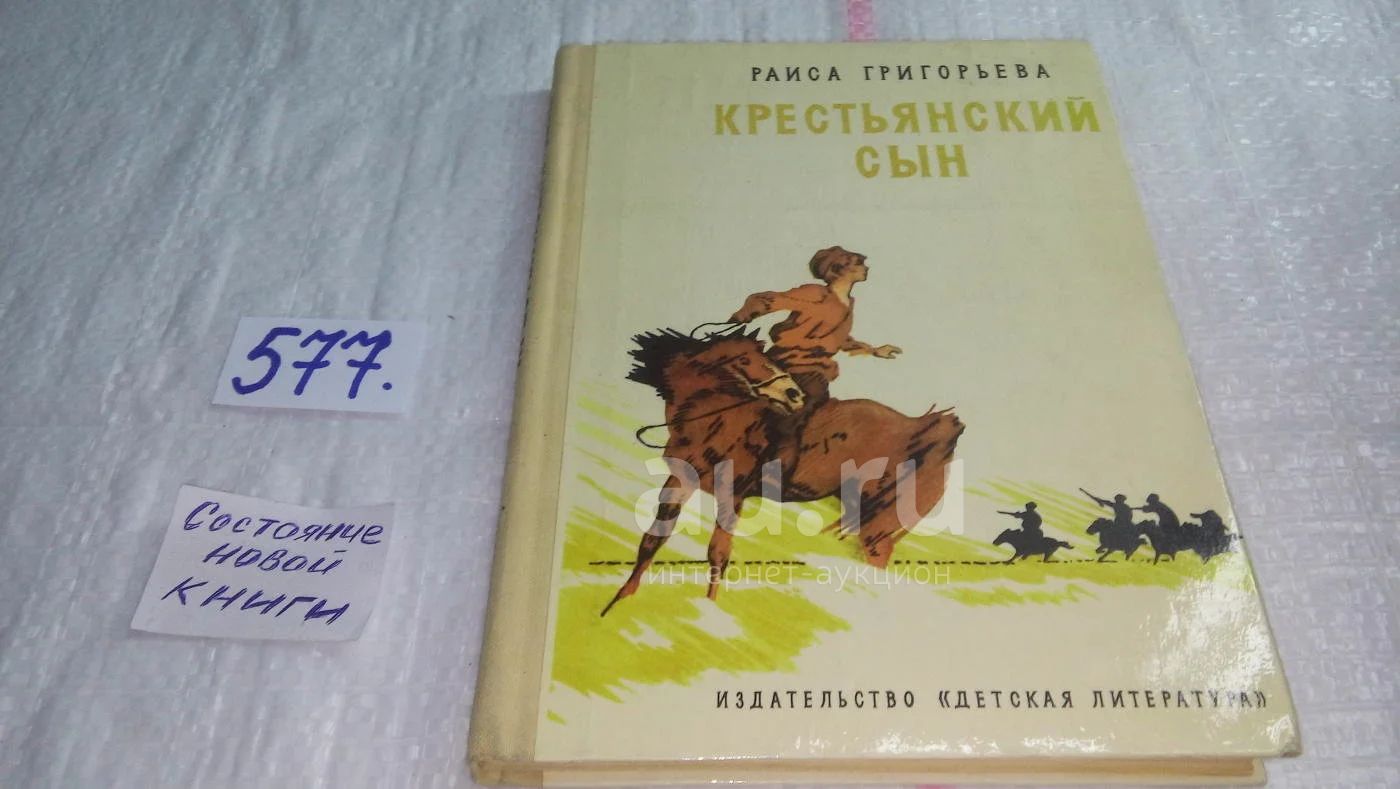 РАИСА ГРИГОРЬЕВА
КРЕСТЬЯНСКИЙ
СЫН
577.
Состояние
новой
книги
au.ru
интернет-аукцион
ИЗДАТЕЛЬСТВО «ДЕТСКАЯ ЛИТЕРАТУРА»